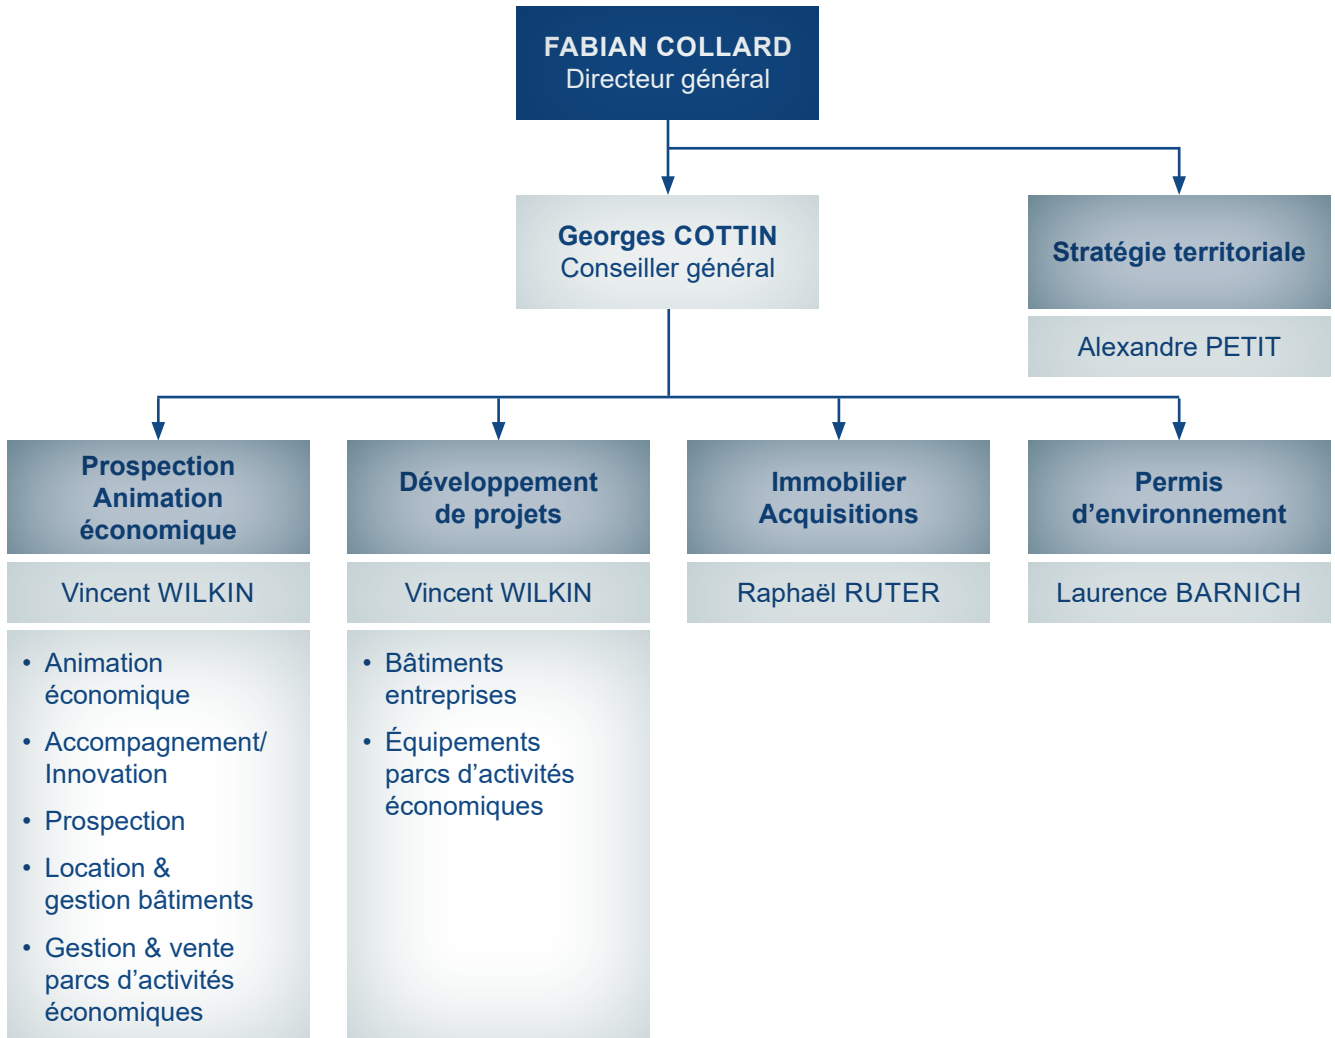 FABIAN COLLARD
Directeur général
Georges COTTIN
Conseiller général
Stratégie territoriale
Alexandre PETIT
Prospection
Animation
économique
Vincent WILKIN
• Animation
économique
• Accompagnement/
Innovation
• Prospection
• Location &
gestion bâtiments
• Gestion & vente
parcs d’activités
économiques
Développement
de projets
Vincent WILKIN
• Bâtiments
entreprises
• Équipements
parcs d’activités
économiques
Immobilier
Acquisitions
Raphaël RUTER
Permis
d’environnement
Laurence BARNICH